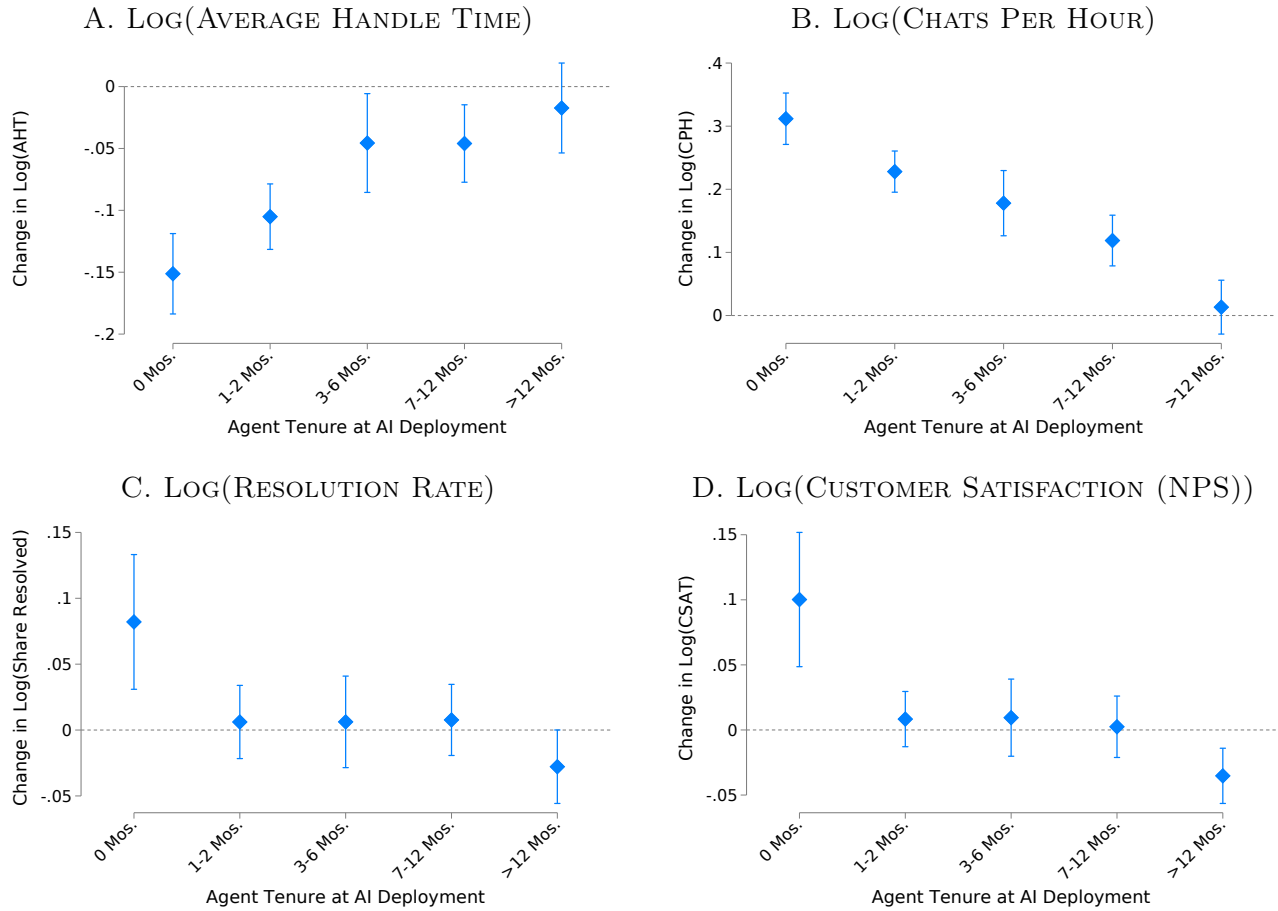 A. LOG(AVERAGE HANDLE TIME)
0
-.05
-.1
-.15
-.2
Change in Log(AHT)
0 Mos.
1-2 Mos.
3-6 Mos.
7-12 Mos.
>12 Mos.
Agent Tenure at AI Deployment
B. LOG(CHATS PER HOUR)
.4
.3
.2
.1
0
Change in Log(CPH)
0 Mos.
1-2 Mos.
3-6 Mos.
7-12 Mos.
>12 Mos.
Agent Tenure at AI Deployment
C. LOG(RESOLUTION RATE)
.15
.1
.05
0
-.05
Change in Log(Share Resolved)
0 Mos.
1-2 Mos.
3-6 Mos.
7-12 Mos.
>12 Mos.
Agent Tenure at AI Deployment
D. LOG(CUSTOMER SATISFACTION (NPS))
.15
.1
.05
0
-.05
Change in Log(CSAT)
0 Mos.
1-2 Mos.
3-6 Mos.
7-12 Mos.
>12 Mos.
Agent Tenure at AI Deployment